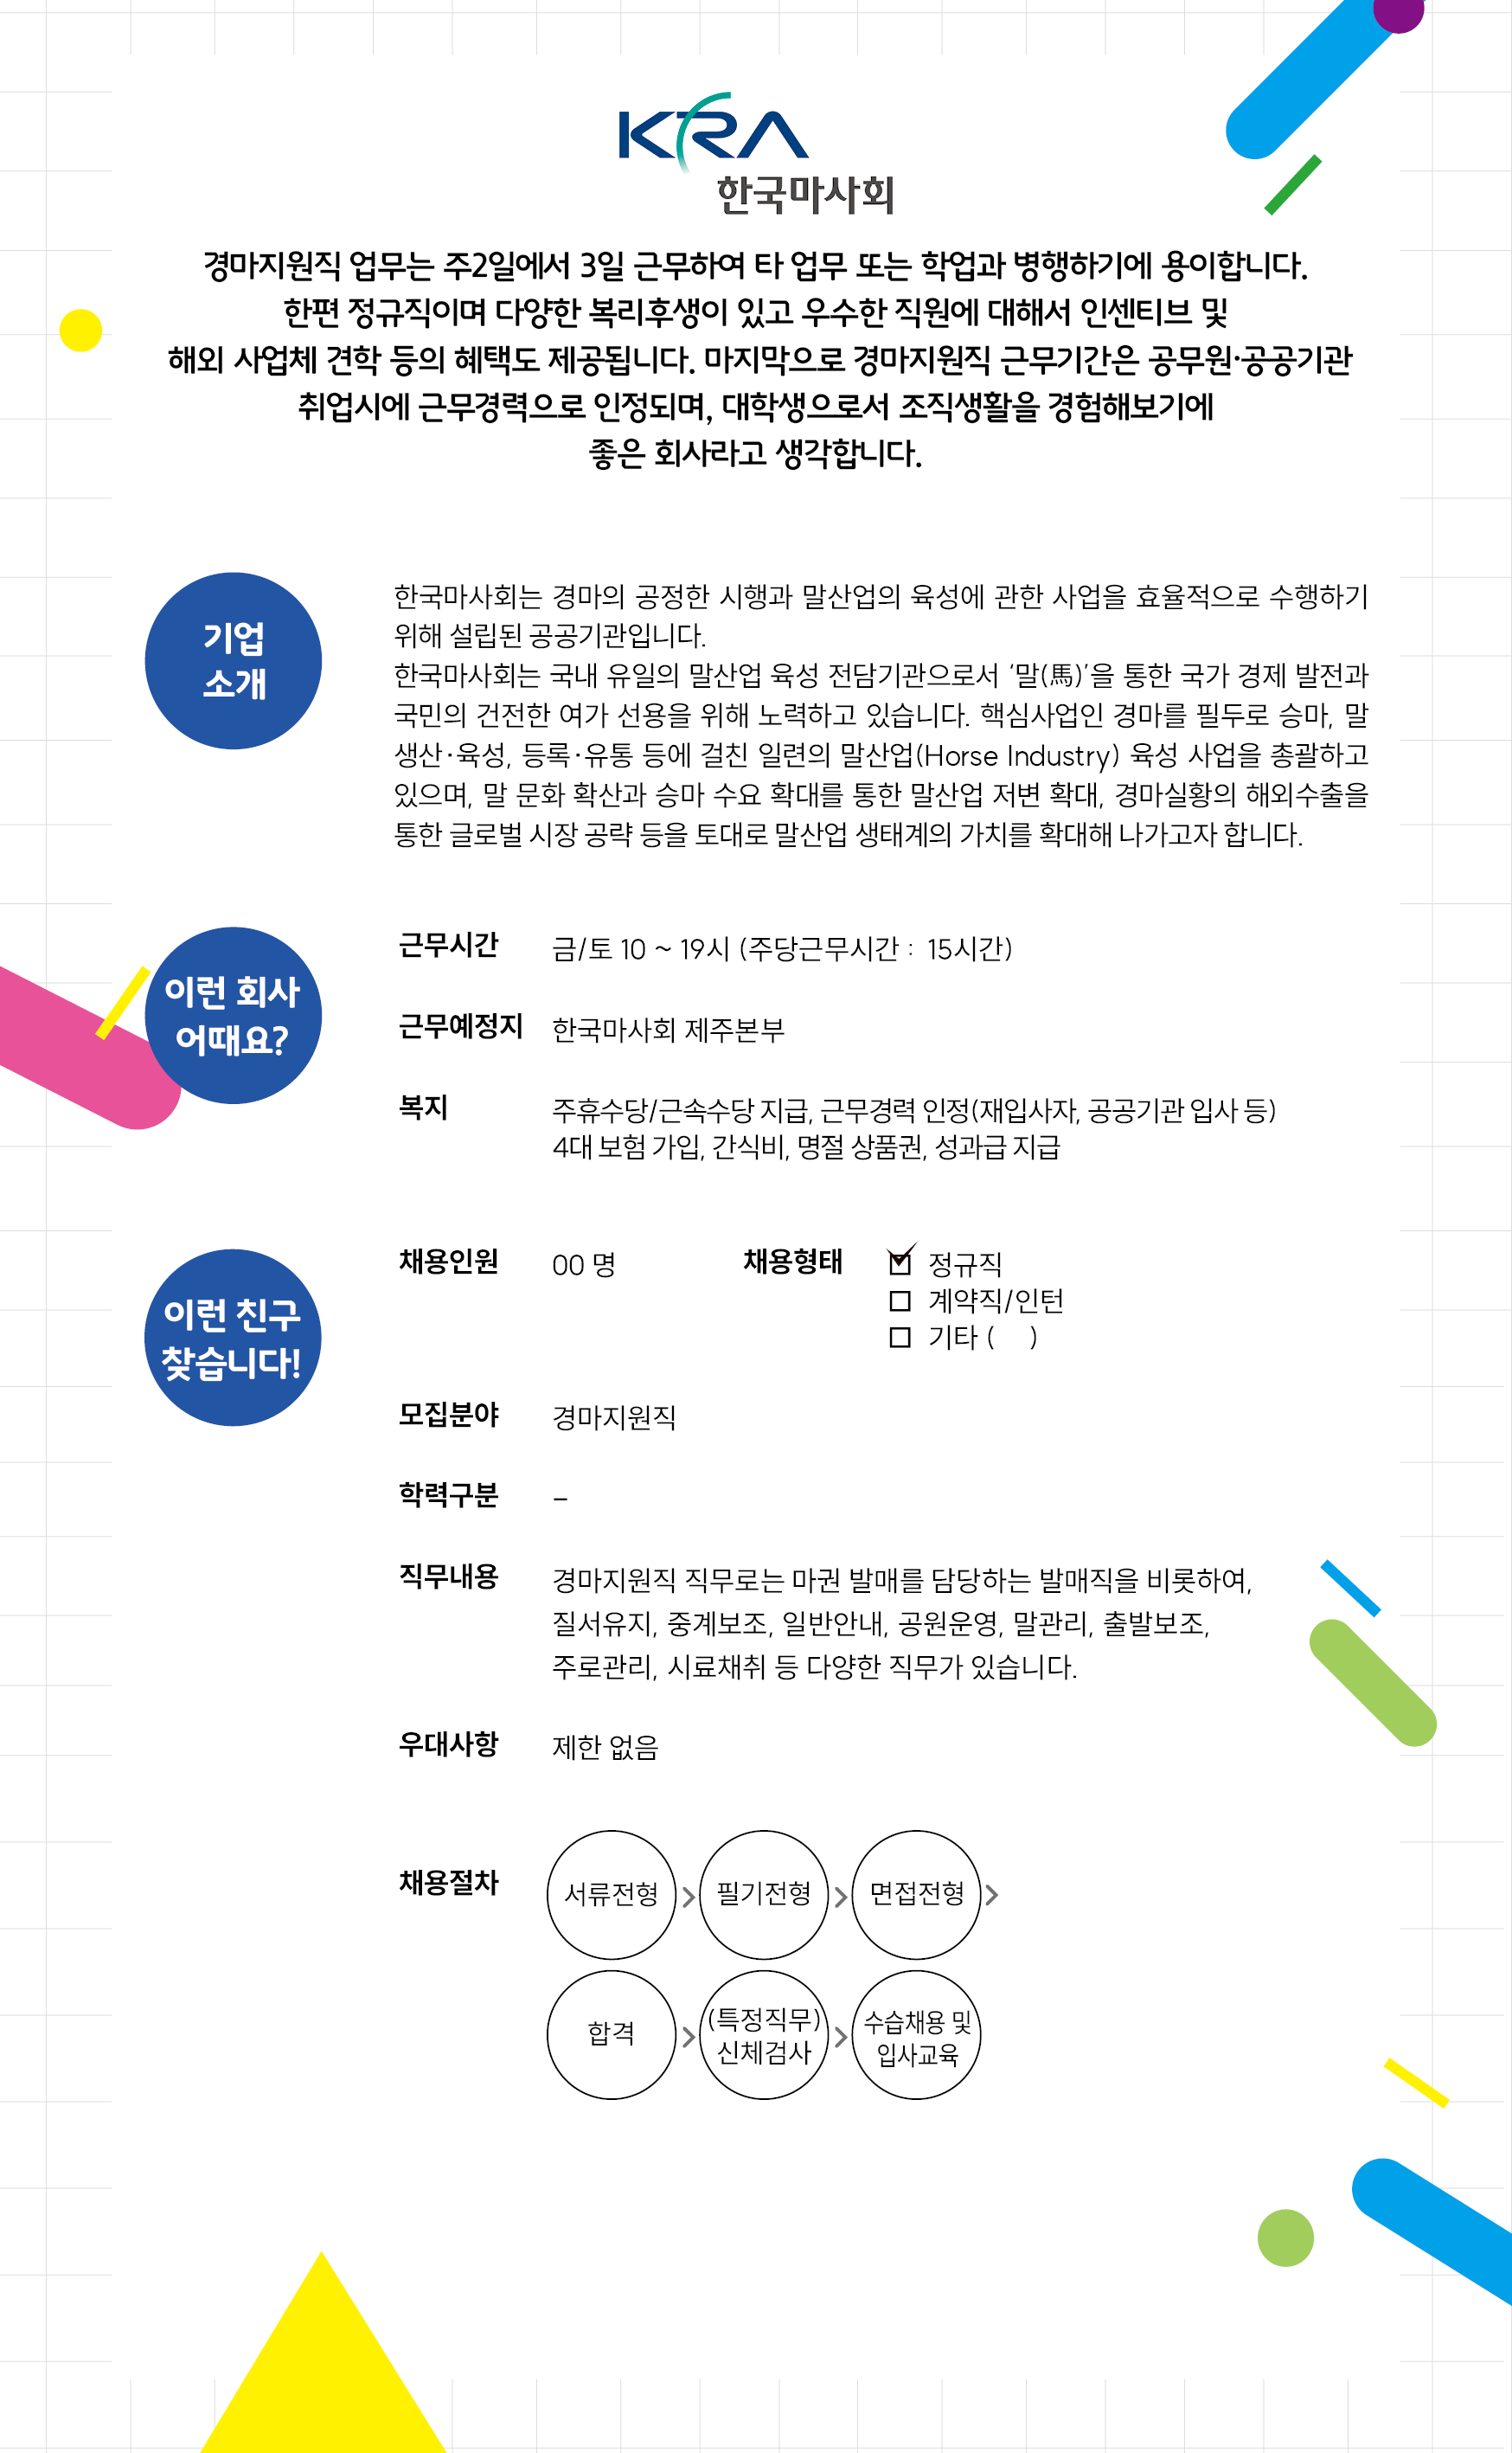 KRA
한국마사회
경마지원직 업무는 주2일에서 3일 근무하여 타 업무 또는 학업과 병행하기에 용이합니다.
한편 정규직이며 다양한 복리후생이 있고 우수한 직원에 대해서 인센티브 및
해외 사업체 견학 등의 혜택도 제공됩니다. 마지막으로 경마지원직 근무기간은 공무원·공공기관
취업시에 근무경력으로 인정되며, 대학생으로서 조직생활을 경험해보기에
좋은 회사라고 생각합니다.
기업
소개
한국마사회는 경마의 공정한 시행과 말산업의 육성에 관한 사업을 효율적으로 수행하기
위해 설립된 공공기관입니다.
한국마사회는 국내 유일의 말산업 육성 전담기관으로서 ‘말(馬)’을 통한 국가 경제 발전과
국민의 건전한 여가 선용을 위해 노력하고 있습니다. 핵심사업인 경마를 필두로 승마, 말
생산·육성, 등록·유통 등에 걸친 일련의 말산업(Horse Industry) 육성 사업을 총괄하고
있으며, 말 문화 확산과 승마 수요 확대를 통한 말산업 저변 확대, 경마실황의 해외수출을
통한 글로벌 시장 공략 등을 토대로 말산업 생태계의 가치를 확대해 나가고자 합니다.
이런 회사
어때요?
근무시간 금/토 10 ~ 19시 (주당근무시간 : 15시간)
근무예정지 한국마사회 제주본부
복지 주휴수당/근속수당 지급, 근무경력 인정(재입사자, 공공기관 입사 등)
4대 보험 가입, 간식비, 명절 상품권, 성과급 지급
이런 친구
찾습니다!
채용인원 00 명 채용형태 ☑ 정규직
□ 계약직/인턴
□ 기타 ( )
모집분야 경마지원직
학력구분 –
직무내용 경마지원직 직무로는 마권 발매를 담당하는 발매직을 비롯하여,
질서유지, 중계보조, 일반안내, 공원운영, 말관리, 출발보조,
주로관리, 시료채취 등 다양한 직무가 있습니다.
우대사항 제한 없음
채용절차 서류전형 > 필기전형 > 면접전형 >
합격 > (특정직무) 신체검사 > 수습채용 및 입사교육